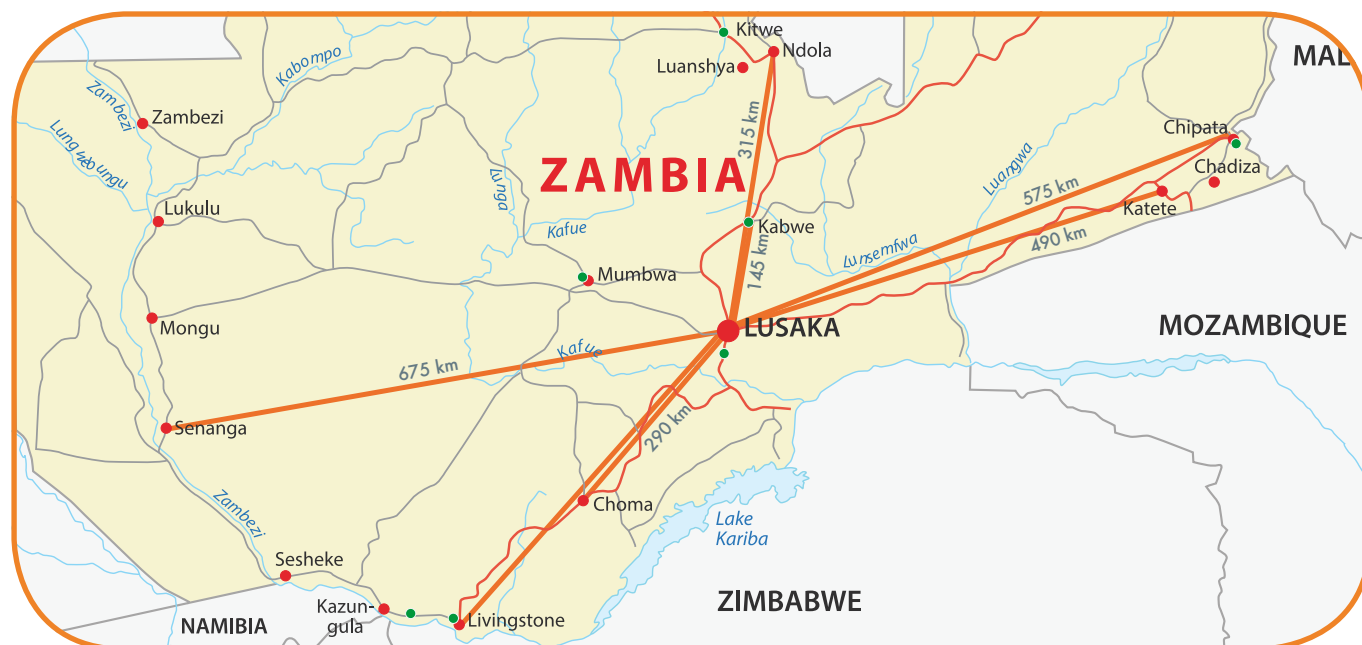 Kitwe
Ndola
Luanshya
MAL
Kabompo
Zambezi
Zambezi
Lungwebungu
315 km
Chipata
Chadiza
ZAMBIA
Lunga
Luangwa
575 km
Katete
Lukulu
Kafue
Kabwe
490 km
Lunsemfwa
145 km
Mumbwa
Mongu
LUSAKA
MOZAMBIQUE
Kafue
675 km
Senanga
290 km
Zambezi
Choma
Lake
Kariba
Sesheke
Kazun-
gula
Livingstone
NAMIBIA
ZIMBABWE